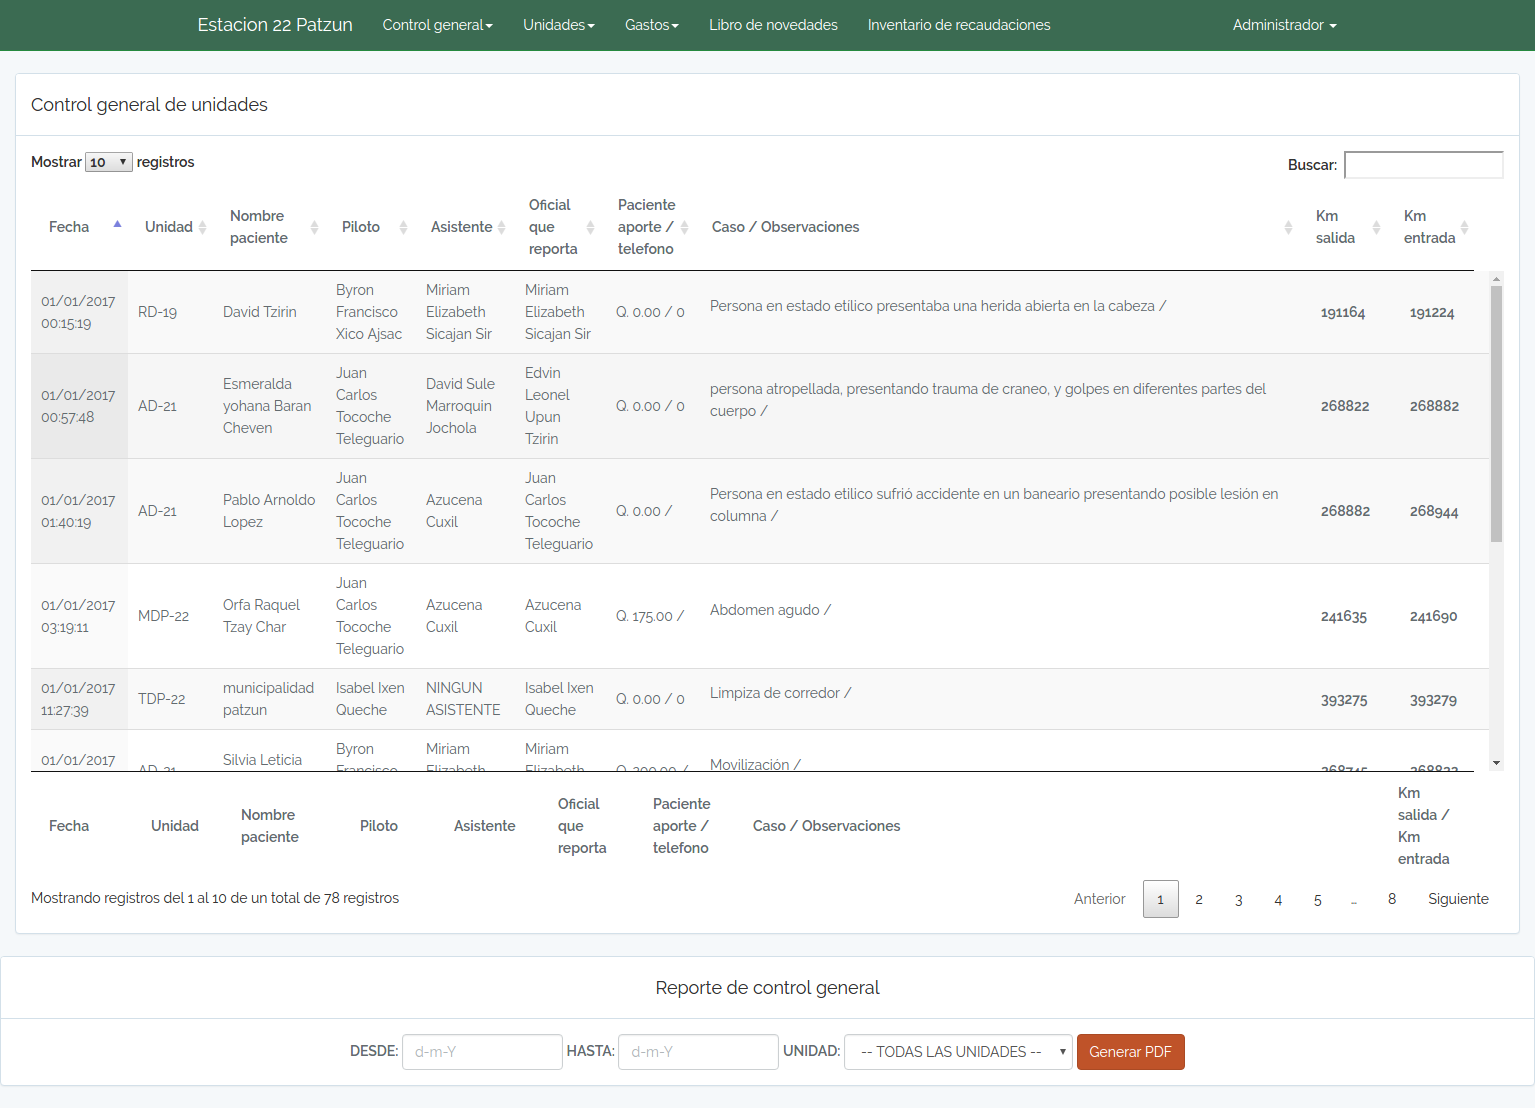 Estacion 22 Patzun Control general Unidades Gastos Libro de novedades Inventario de recaudaciones Administrador
Control general de unidades
Mostrar 10 registros
Buscar:
Fecha Unidad Nombre paciente Piloto Asistente Oficial que reporta Paciente aporte / telefono Caso / Observaciones Km salida Km entrada
01/01/2017 00:15:19 RD-19 David Tzirin Byron Francisco Xico Ajsac Miriam Elizabeth Sicajan Sir Miriam Elizabeth Sicajan Sir Q. 0.00 / 0 Persona en estado etílico presentaba una herida abierta en la cabeza / 191164 191224
01/01/2017 00:57:48 AD-21 Esmeralda yohana Baran Cheven Juan Carlos Tocoche Teleguario David Sule Marroquin Jochola Edvin Leonel Upun Tzirin Q. 0.00 / 0 persona atropellada, presentando trauma de craneo, y golpes en diferentes partes del cuerpo / 268822 268882
01/01/2017 01:40:19 AD-21 Pablo Arnoldo Lopez Juan Carlos Tocoche Teleguario Azucena Cuxil Juan Carlos Tocoche Teleguario Q. 0.00 / Persona en estado etilico sufrió accidente en un baneario presentando posible lesión en columna / 268882 268944
01/01/2017 03:19:11 MDP-22 Orfa Raquel Tzay Char Juan Carlos Tocoche Teleguario Azucena Cuxil Azucena Cuxil Q. 175.00 / Abdomen agudo / 241635 241690
01/01/2017 11:27:39 TDP-22 municipalidad patzun Isabel Ixen Queche NINGUN ASISTENTE Isabel Ixen Queche Q. 0.00 / 0 Limpiza de corredor / 393275 393279
01/01/2017 AD-21 Silvia Leticia Byron Francisco Miriam Elizabeth Miriam Elizabeth Q. 200.00 / Movilización / 268745 268822
Fecha Unidad Nombre paciente Piloto Asistente Oficial que reporta Paciente aporte / telefono Caso / Observaciones Km salida / Km entrada
Mostrando registros del 1 al 10 de un total de 78 registros
Anterior 1 2 3 4 5 … 8 Siguiente
Reporte de control general
DESDE: d-m-Y HASTA: d-m-Y UNIDAD: -- TODAS LAS UNIDADES -- Generar PDF